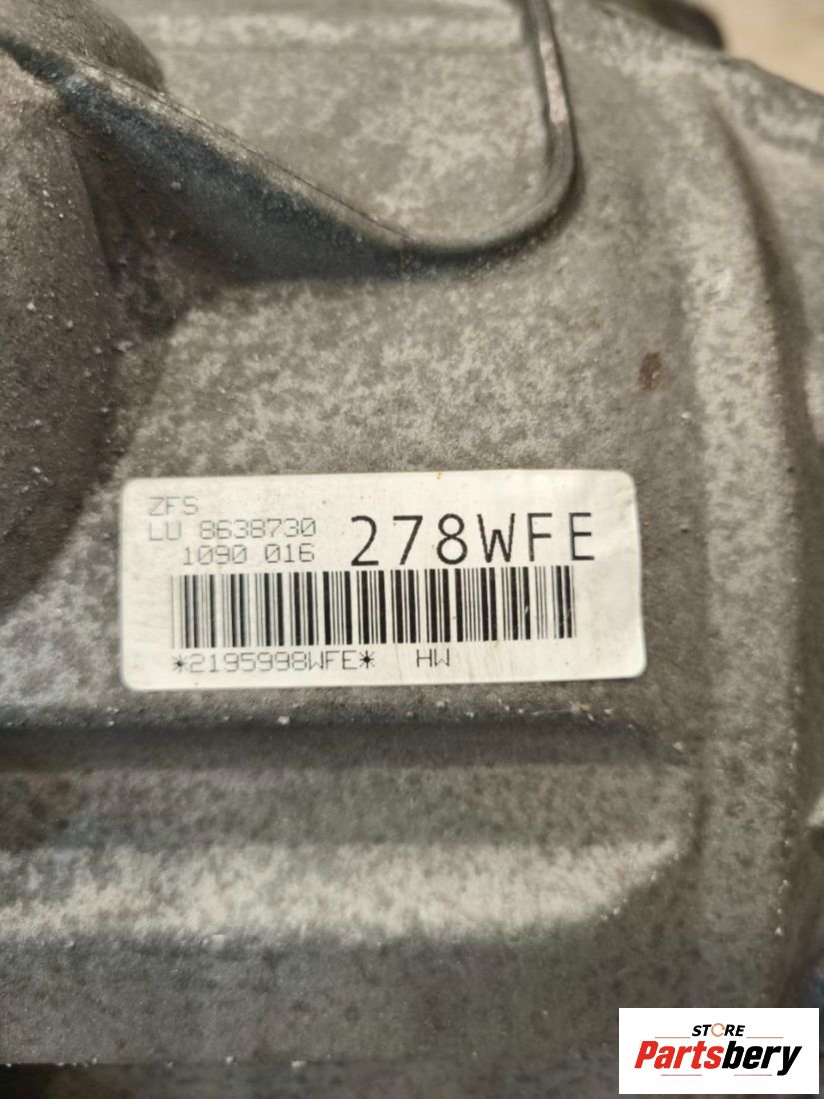 ZFS
LU 8638730
1090 016
278WFE
*2195998WFE* HW
STORE
Partsbery